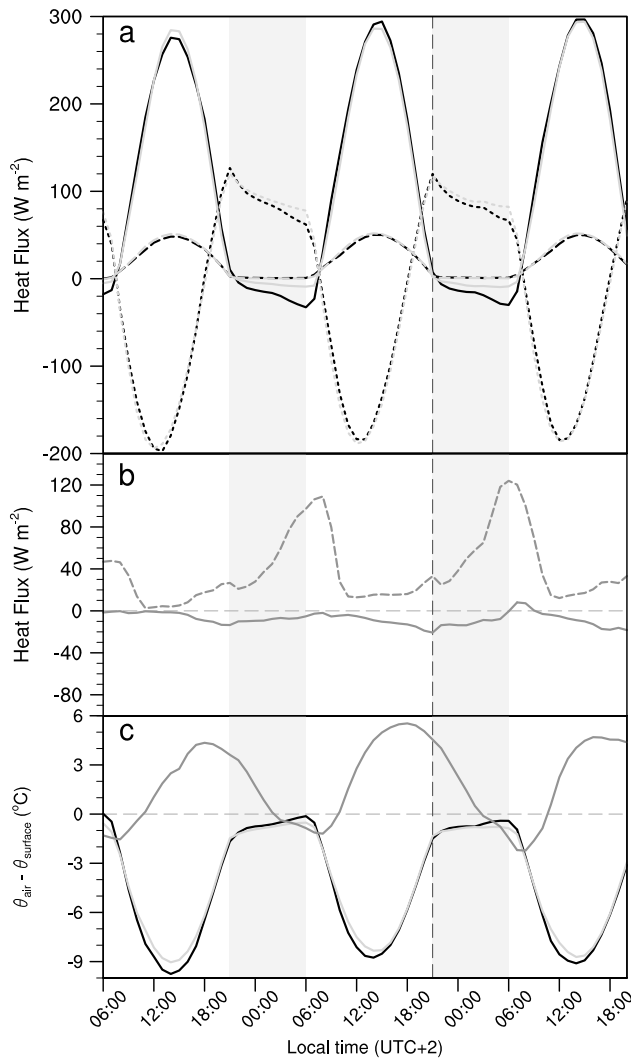 a
300
200
100
0
-100
-200
Heat Flux (W m-2)
b
120
80
40
0
-40
-80
Heat Flux (W m-2)
c
6
3
0
-3
-6
-9
θair - θsurface (°C)
06:00 12:00 18:00 00:00 06:00 12:00 18:00 00:00 06:00 12:00 18:00
Local time (UTC+2)